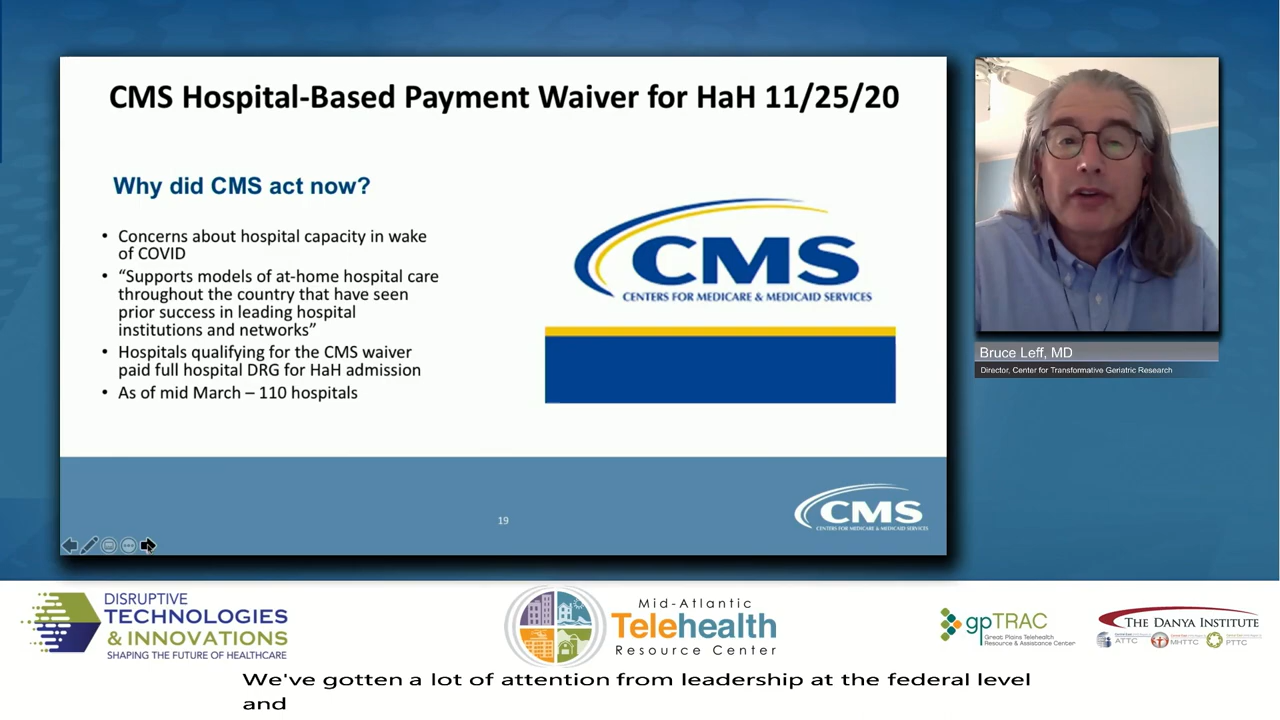 CMS Hospital-Based Payment Waiver for HaH 11/25/20
Why did CMS act now?
• Concerns about hospital capacity in wake
of COVID
• “Supports models of at-home hospital care
throughout the country that have seen
prior success in leading hospital
institutions and networks”
• Hospitals qualifying for the CMS waiver
paid full hospital DRG for HaH admission
• As of mid March – 110 hospitals
CMS
CENTERS FOR MEDICARE & MEDICAID SERVICES
19
CMS
CENTERS FOR MEDICARE & MEDICAID SERVICES
Bruce Leff, MD
Director, Center for Transformative Geriatric Research
DISRUPTIVE
TECHNOLOGIES
& INNOVATIONS
SHAPING THE FUTURE OF HEALTHCARE
Mid-Atlantic
Telehealth
Resource Center
gpTRAC
Great Plains Telehealth
Resource & Assistance Center
THE DANYA INSTITUTE
ATTC
MHTTC
PTTC
We've gotten a lot of attention from leadership at the federal level
and